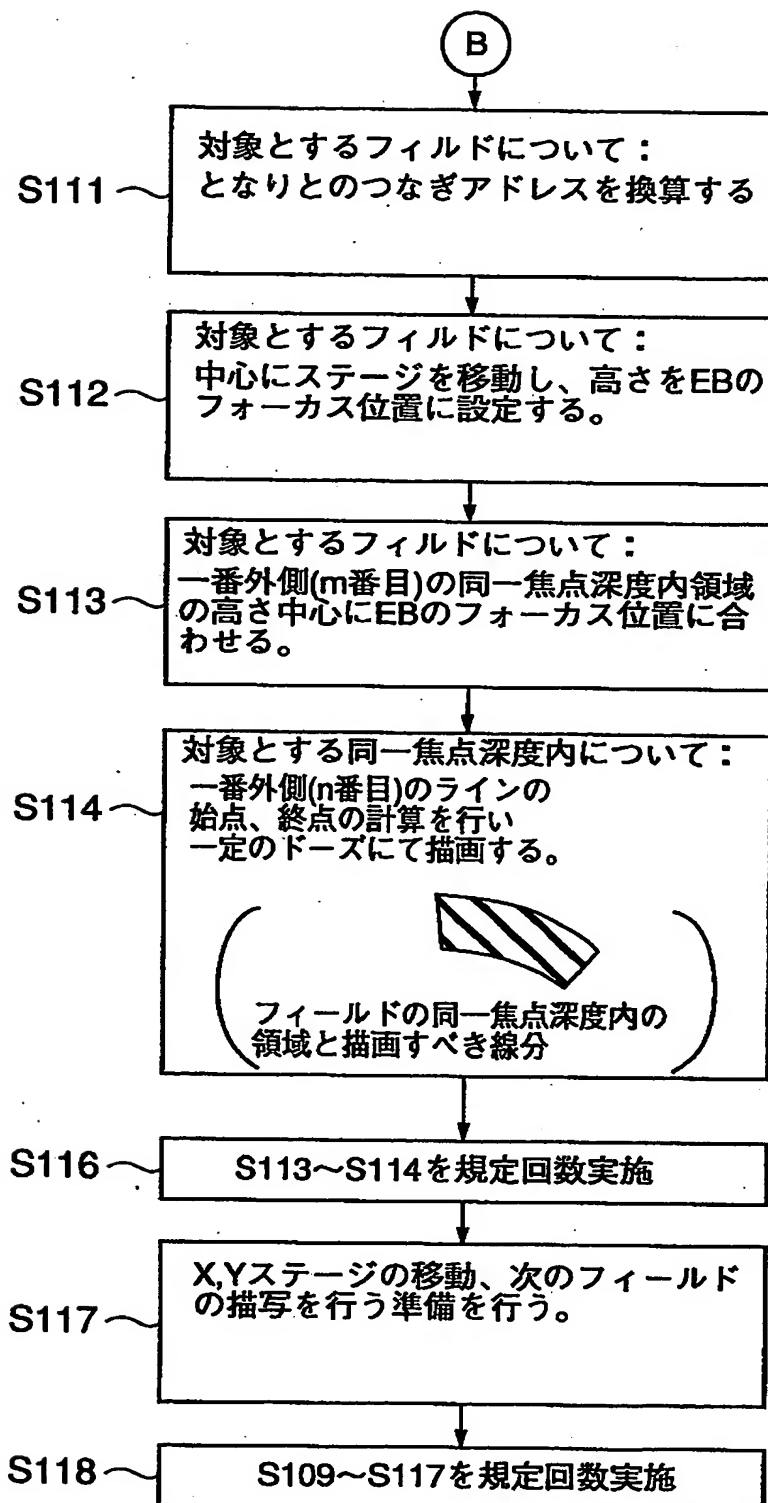 B
S111
対象とするフィルドについて：
となりとのつなぎアドレスを換算する
S112
対象とするフィルドについて：
中心にステージを移動し、高さをEBの
フォーカス位置に設定する。
S113
対象とするフィルドについて：
一番外側(m番目)の同一焦点深度内領域
の高さ中心にEBのフォーカス位置に合
わせる。
S114
対象とする同一焦点深度内について：
一番外側(n番目)のラインの
始点、終点の計算を行い
一定のドーズにて描画する。
フィールドの同一焦点深度内の
領域と描画すべき線分
S116
S113～S114を規定回数実施
S117
X,Yステージの移動、次のフィールド
の描写を行う準備を行う。
S118
S109～S117を規定回数実施